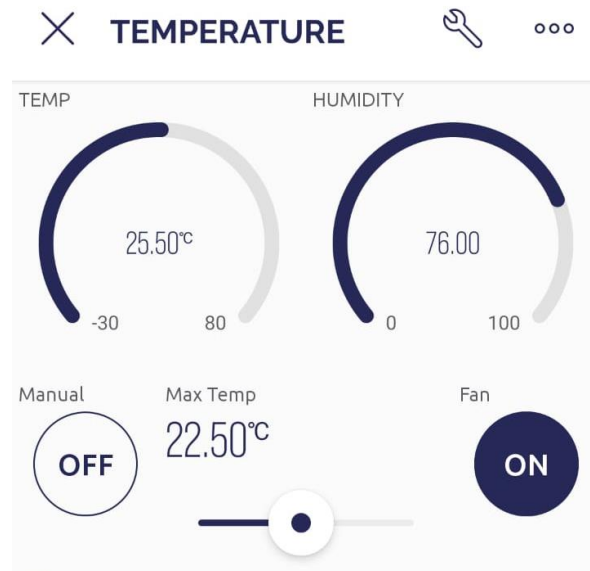 TEMPERATURE
TEMP
HUMIDITY
25.50°C
76.00
-30
80
0
100
Manual
Max Temp
Fan
OFF
22.50°C
ON